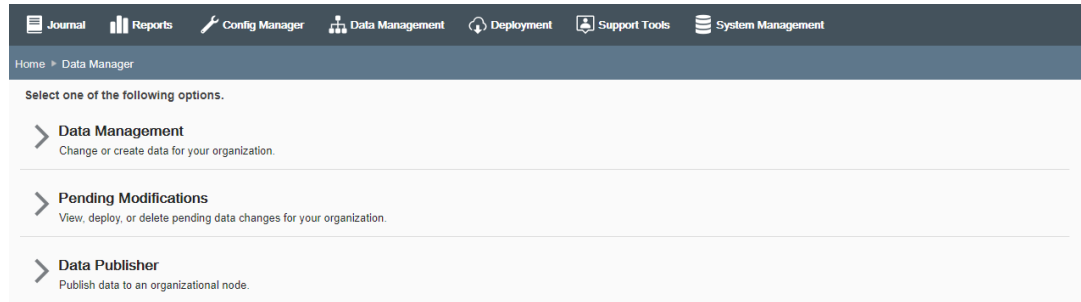 Journal Reports Config Manager Data Management Deployment Support Tools System Management
Home ▸ Data Manager
Select one of the following options.
Data Management
Change or create data for your organization.
Pending Modifications
View, deploy, or delete pending data changes for your organization.
Data Publisher
Publish data to an organizational node.